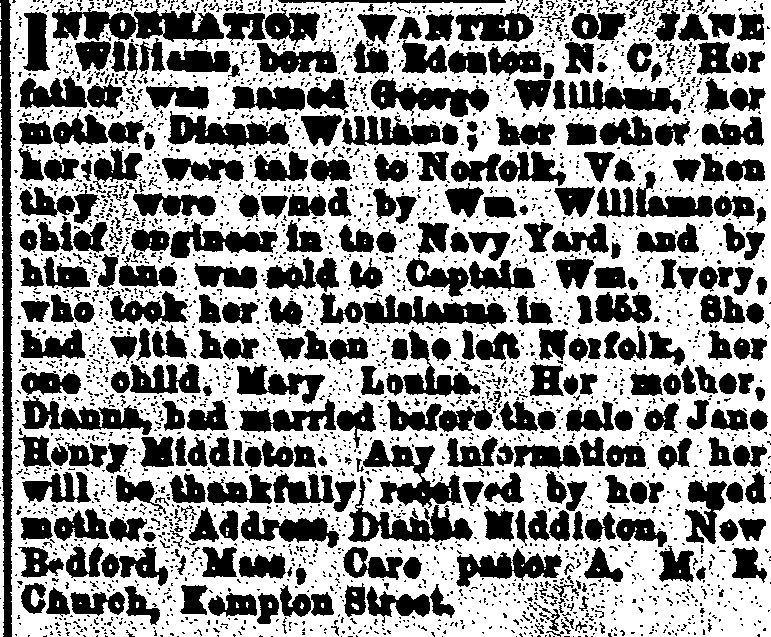 INFORMATION WANTED OF JANE
Williams, born in Edenton, N. C, Her
father was named George Williams, her
mother, Dianna Williams; her mother and
herself were taken to Norfolk, Va, when
they were owned by Wm. Williamson,
chief engineer in the Navy Yard, and by
him Jane was sold to Captain Wm. Ivory,
who took her to Louisianna in 1853. She
had with her when she left Norfolk, her
one child, Mary Louisa. Her mother,
Dianna, had married before the sale of Jane
Henry Middleton. Any information of her
will be thankfully received by her aged
mother. Address, Dianna Middleton, New
Bedford, Mass, Care pastor A. M. E.
Church, Kempton Street.